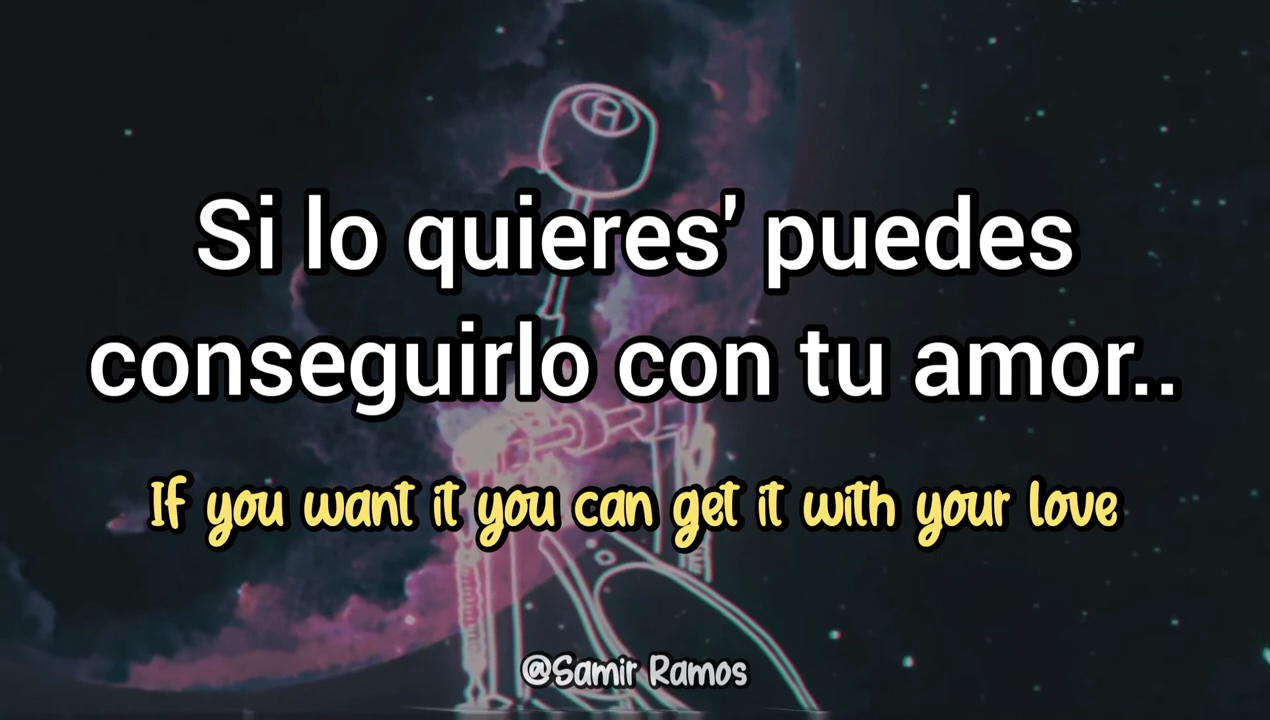 Si lo quieres' puedes
conseguirlo con tu amor..
If you want it you can get it with your love
@Samir Ramos